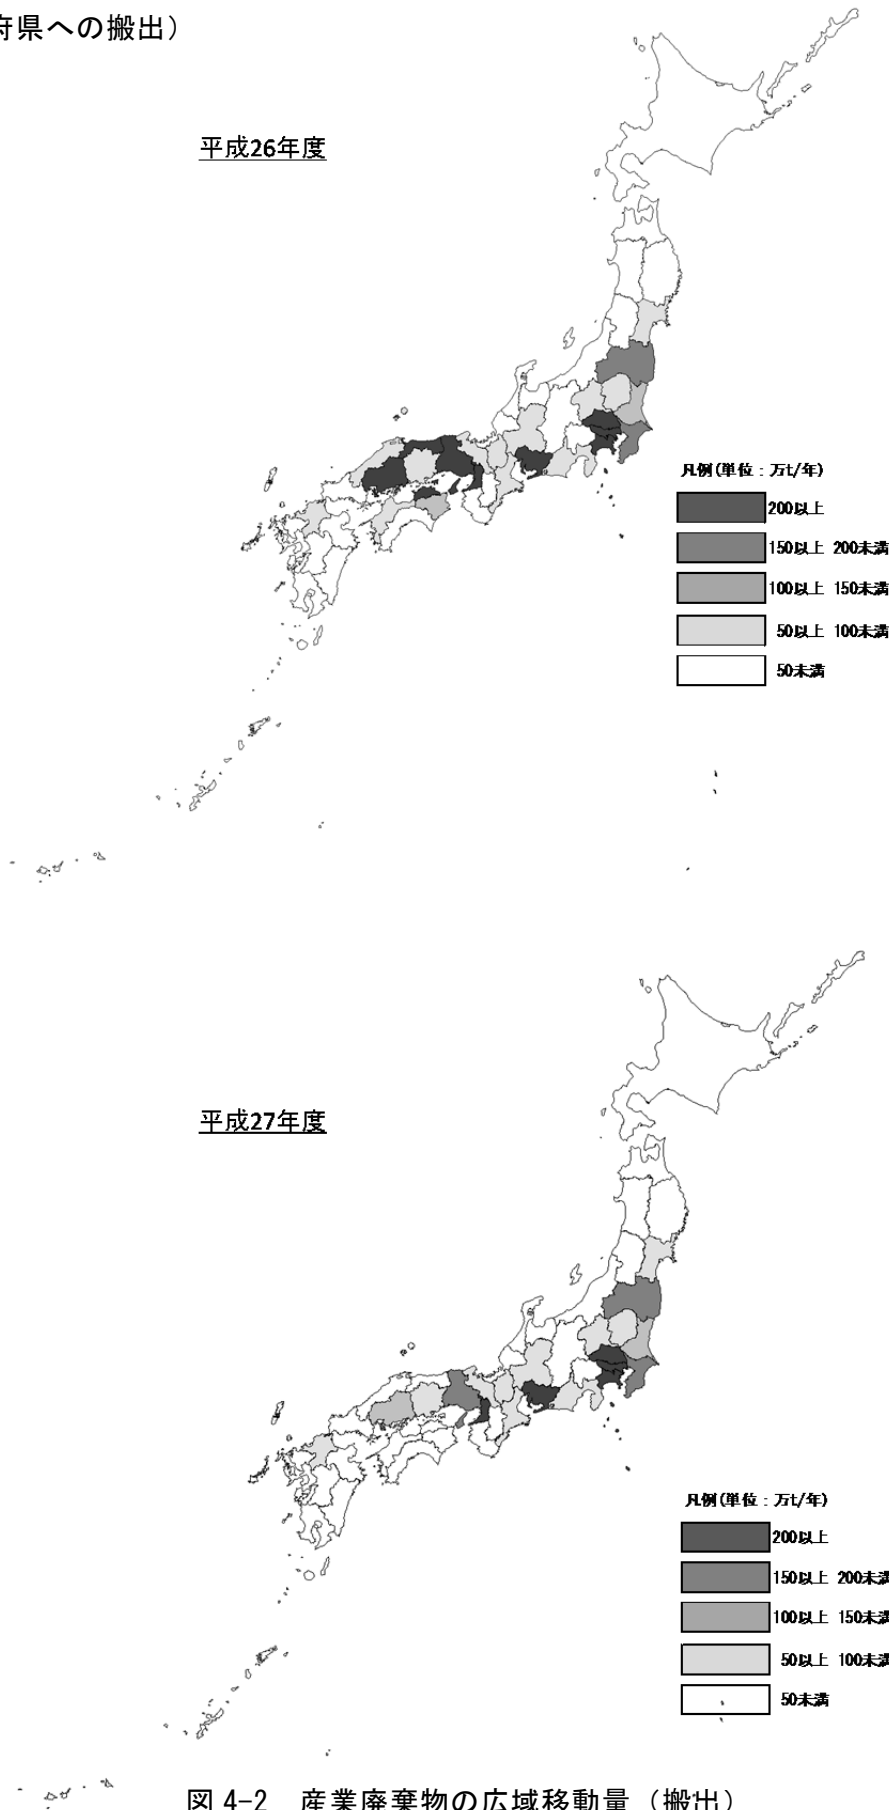 府県への搬出）
平成26年度
凡例(単位：万t/年)
200以上
150以上 200未満
100以上 150未満
50以上 100未満
50未満
平成27年度
凡例(単位：万t/年)
200以上
150以上 200未満
100以上 150未満
50以上 100未満
50未満
図 4-2　産業廃棄物の広域移動量（搬出）